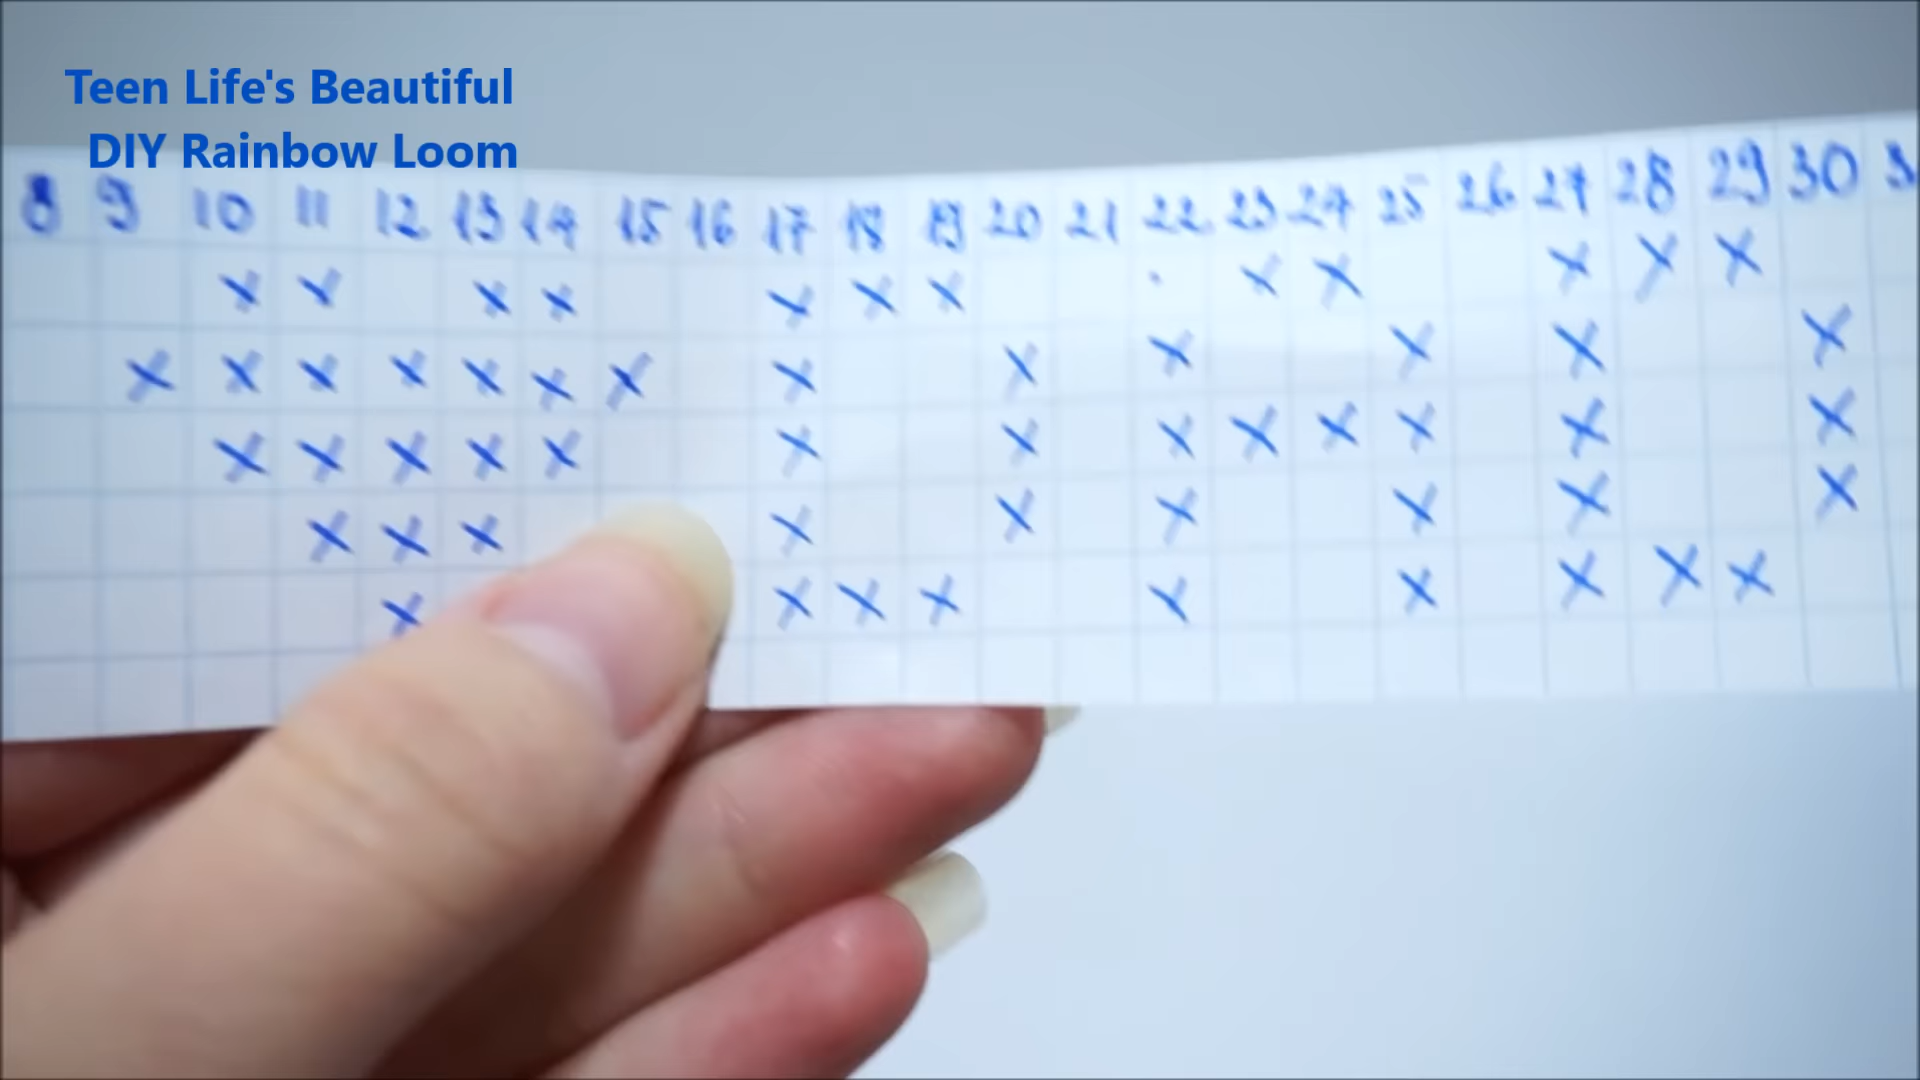 Teen Life's Beautiful
DIY Rainbow Loom
8 9 10 11 12 13 14 15 16 17 18 19 20 21 22 23 24 25 26 27 28 29 30
x x x x x x x x x x x x
x x x x x x x x x x x x x
x x x x x x x x x x x x x
x x x x x x x x x
x x x x x x x x x